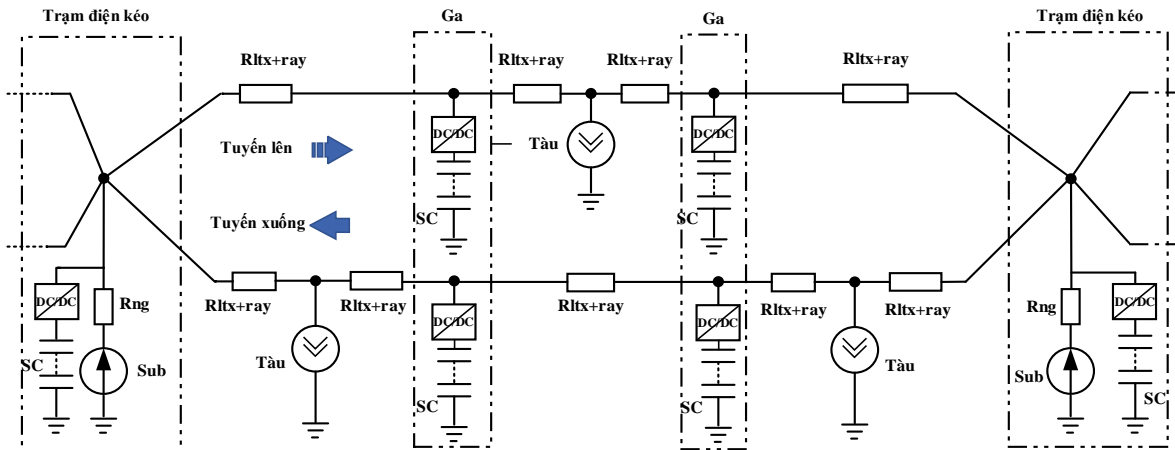 Trạm điện kéo
Ga
Ga
Trạm điện kéo
Rltx+ray
Rltx+ray
Rltx+ray
Rltx+ray
DC/DC
Tàu
DC/DC
Tuyến lên
Tuyến xuống
SC
SC
Rltx+ray
Rltx+ray
Rltx+ray
Rltx+ray
Rltx+ray
DC/DC
Rng
DC/DC
DC/DC
Rng
DC/DC
SC
Sub
Tàu
SC
SC
Tàu
Sub
SC